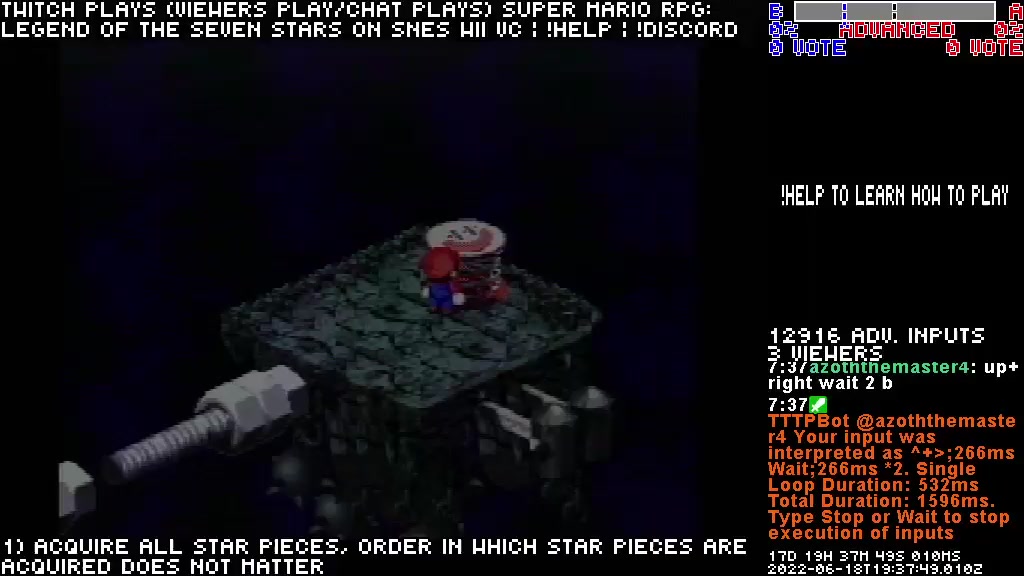 TWITCH PLAYS (VIEWERS PLAY/CHAT PLAYS) SUPER MARIO RPG:
LEGEND OF THE SEVEN STARS ON SNES WII VC ¦ !HELP ¦ !DISCORD
B A
0% ADVANCED 0%
0 VOTE 0 VOTE
!HELP TO LEARN HOW TO PLAY
12916 ADV. INPUTS
3 VIEWERS
7:37 azoththemaster4: up+
right wait 2 b
7:37
TTTPBot @azoththemaste
r4 Your input was
interpreted as ^+>;266ms
Wait;266ms *2. Single
Loop Duration: 532ms
Total Duration: 1596ms.
Type Stop or Wait to stop
execution of inputs
17D 19H 37M 49S 010MS
2022-06-18T19:37:49.010Z
1) ACQUIRE ALL STAR PIECES, ORDER IN WHICH STAR PIECES ARE
ACQUIRED DOES NOT MATTER